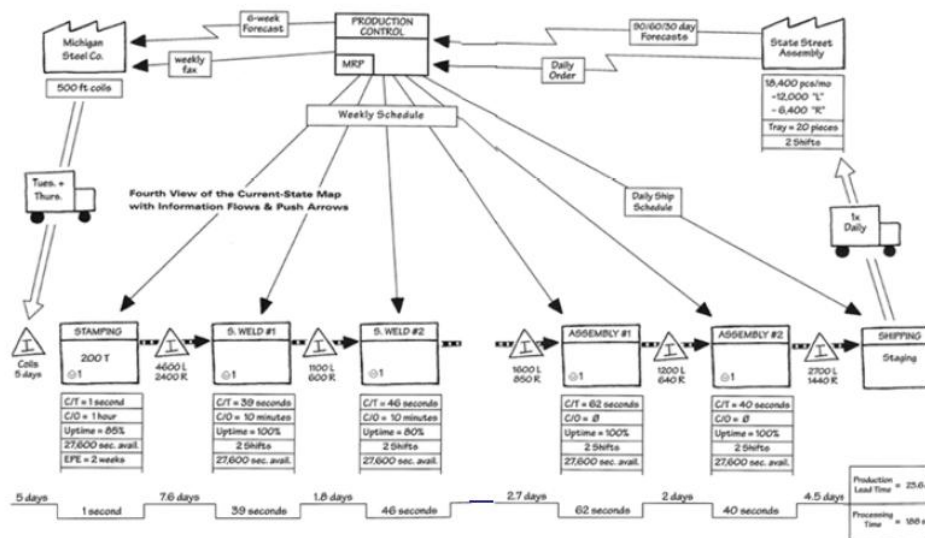 6-week
Forecast
PRODUCTION
CONTROL
90/60/30 day
Forecasts
Michigan
Steel Co.
weekly
fax
MRP
Daily
Order
State Street
Assembly
500 ft coils
18,400 pcs/mo
-12,000 "L"
- 6,400 "R"
Tray = 20 pieces
2 Shifts
Weekly Schedule
Tues. +
Thurs.
Fourth View of the Current-State Map
with Information Flows & Push Arrows
Daily Ship
Schedule
1x
Daily
I
Coils
5 days
STAMPING
200 T
1
I
4600 L
2400 R
S. WELD #1
1
I
1100 L
600 R
S. WELD #2
1
I
1600 L
850 R
ASSEMBLY #1
1
I
1200 L
640 R
ASSEMBLY #2
1
I
2700 L
1440 R
SHIPPING
Staging
C/T = 1 second
C/O = 1 hour
Uptime = 85%
27,600 sec. avail.
EPE = 2 weeks
C/T = 39 seconds
C/O = 10 minutes
Uptime = 100%
2 Shifts
27,600 sec. avail.
C/T = 46 seconds
C/O = 10 minutes
Uptime = 80%
2 Shifts
27,600 sec. avail.
C/T = 62 seconds
C/O = Ø
Uptime = 100%
2 Shifts
27,600 sec. avail.
C/T = 40 seconds
C/O = Ø
Uptime = 100%
2 Shifts
27,600 sec. avail.
5 days
7.6 days
1.8 days
2.7 days
2 days
4.5 days
Production
Lead Time = 23.6
1 second
39 seconds
46 seconds
62 seconds
40 seconds
Processing
Time = 188 s